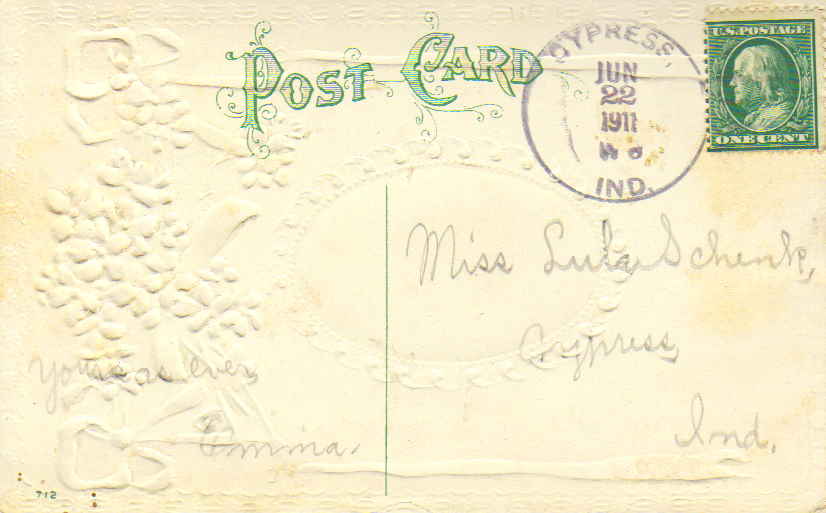 POST CARD
CYPRESS,
JUN
22
1911
IND.
U.S. POSTAGE
ONE CENT
Miss Lula Schenk,
Cypress,
Ind.
Yours as ever,
Emma.
712